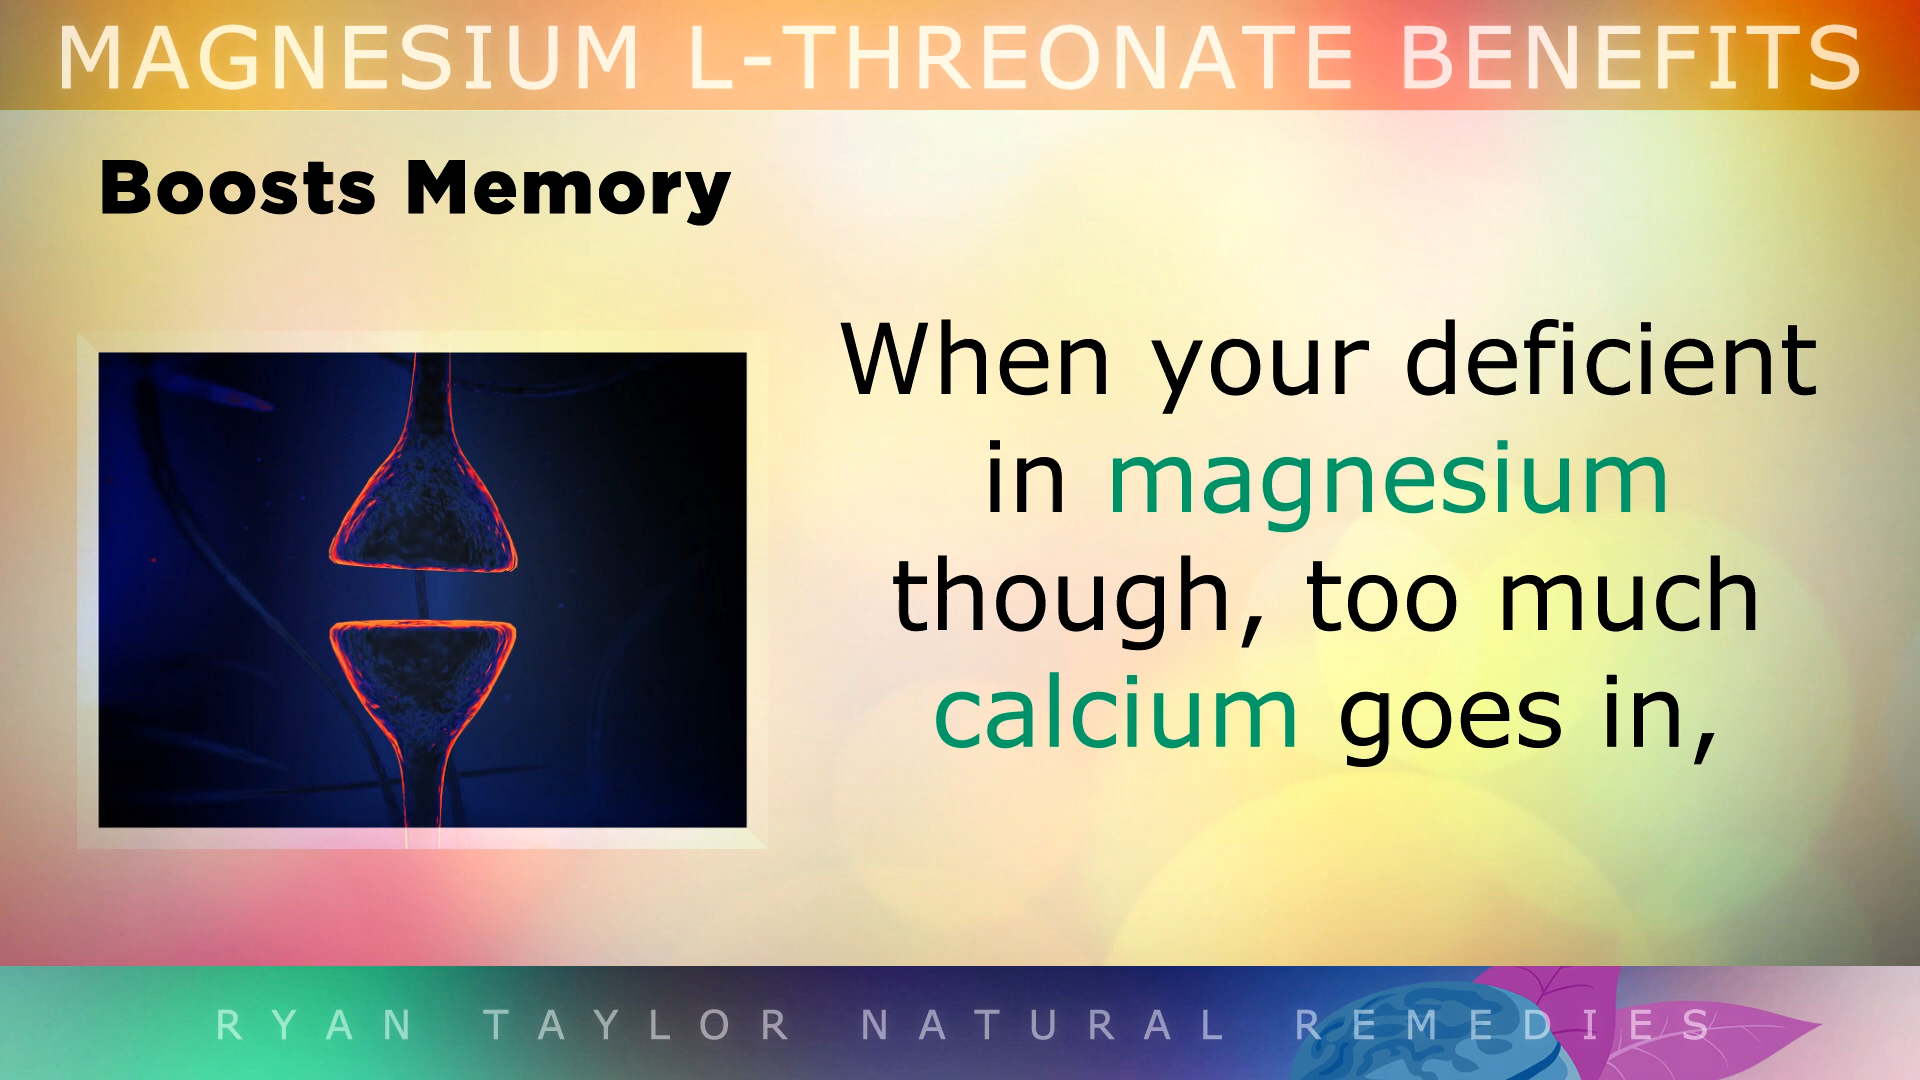 MAGNESIUM L-THREONATE BENEFITS
Boosts Memory
When your deficient
in magnesium
though, too much
calcium goes in,
RYAN TAYLOR NATURAL REMEDIES